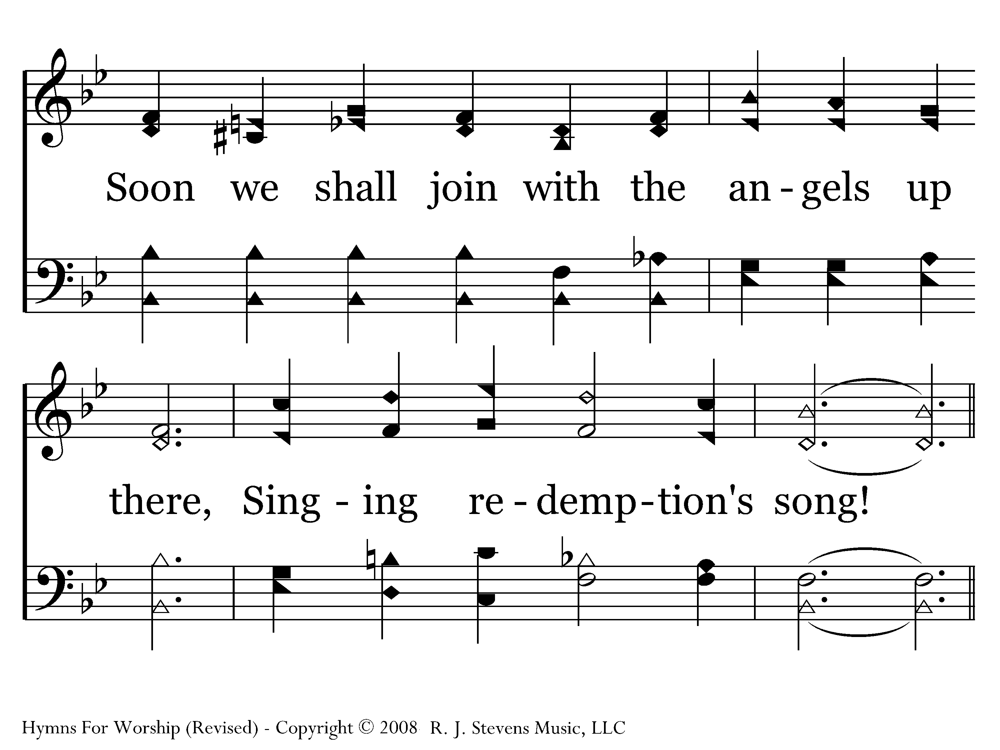 Soon we shall join with the an - gels up
there, Sing - ing re - demp - tion's song!
Hymns For Worship (Revised) - Copyright © 2008 R. J. Stevens Music, LLC